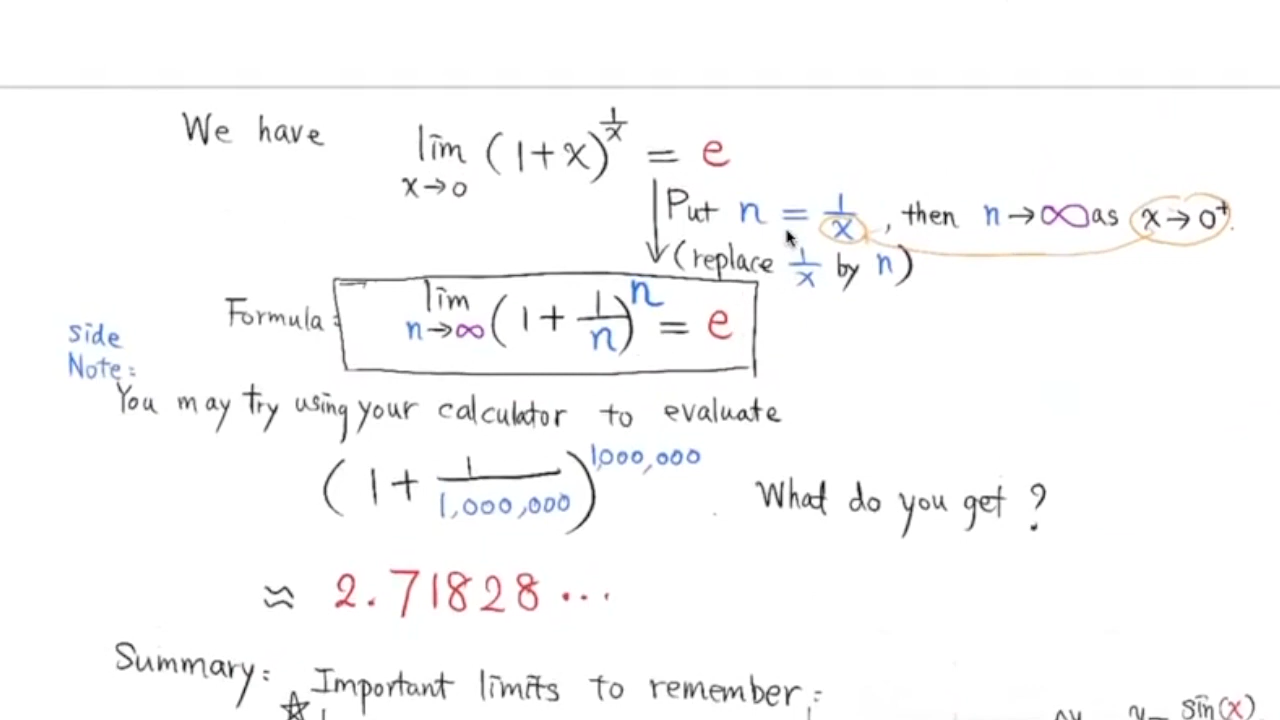 We have lim x→0 (1+x)^(1/x) = e
Put n = 1/x, then n→∞ as x→0⁺.
(replace 1/x by n)
Formula: lim n→∞ (1+1/n)^n = e
Side
Note:
You may try using your calculator to evaluate
(1+1/1,000,000)^1,000,000 What do you get?
≈ 2.71828...
Summary:
Important limits to remember:
sin(x)